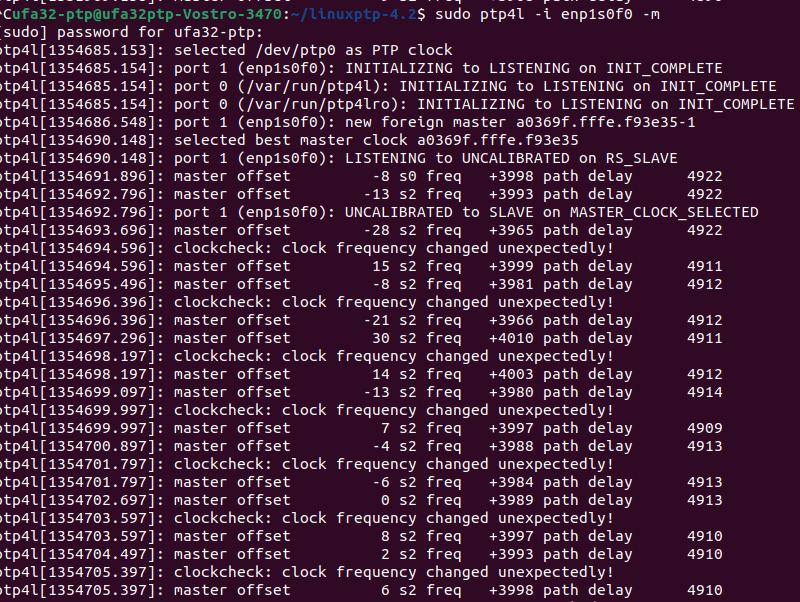 ^Cufa32-ptp@ufa32ptp-Vostro-3470:~/linuxptp-4.2$ sudo ptp4l -i enp1s0f0 -m
[sudo] password for ufa32-ptp:
ptp4l[1354685.153]: selected /dev/ptp0 as PTP clock
ptp4l[1354685.154]: port 1 (enp1s0f0): INITIALIZING to LISTENING on INIT_COMPLETE
ptp4l[1354685.154]: port 0 (/var/run/ptp4l): INITIALIZING to LISTENING on INIT_COMPLETE
ptp4l[1354685.154]: port 0 (/var/run/ptp4lro): INITIALIZING to LISTENING on INIT_COMPLETE
ptp4l[1354686.548]: port 1 (enp1s0f0): new foreign master a0369f.fffe.f93e35-1
ptp4l[1354690.148]: selected best master clock a0369f.fffe.f93e35
ptp4l[1354690.148]: port 1 (enp1s0f0): LISTENING to UNCALIBRATED on RS_SLAVE
ptp4l[1354691.896]: master offset -8 s0 freq +3998 path delay 4922
ptp4l[1354692.796]: master offset -13 s2 freq +3993 path delay 4922
ptp4l[1354692.796]: port 1 (enp1s0f0): UNCALIBRATED to SLAVE on MASTER_CLOCK_SELECTED
ptp4l[1354693.696]: master offset -28 s2 freq +3965 path delay 4922
ptp4l[1354694.596]: clockcheck: clock frequency changed unexpectedly!
ptp4l[1354694.596]: master offset 15 s2 freq +3999 path delay 4911
ptp4l[1354695.496]: master offset -8 s2 freq +3981 path delay 4912
ptp4l[1354696.396]: clockcheck: clock frequency changed unexpectedly!
ptp4l[1354696.396]: master offset -21 s2 freq +3966 path delay 4912
ptp4l[1354697.296]: master offset 30 s2 freq +4010 path delay 4911
ptp4l[1354698.197]: clockcheck: clock frequency changed unexpectedly!
ptp4l[1354698.197]: master offset 14 s2 freq +4003 path delay 4912
ptp4l[1354699.097]: master offset -13 s2 freq +3980 path delay 4914
ptp4l[1354699.997]: clockcheck: clock frequency changed unexpectedly!
ptp4l[1354699.997]: master offset 7 s2 freq +3997 path delay 4909
ptp4l[1354700.897]: master offset -4 s2 freq +3988 path delay 4913
ptp4l[1354701.797]: clockcheck: clock frequency changed unexpectedly!
ptp4l[1354701.797]: master offset -6 s2 freq +3984 path delay 4913
ptp4l[1354702.697]: master offset 0 s2 freq +3989 path delay 4913
ptp4l[1354703.597]: clockcheck: clock frequency changed unexpectedly!
ptp4l[1354703.597]: master offset 8 s2 freq +3997 path delay 4910
ptp4l[1354704.497]: master offset 2 s2 freq +3993 path delay 4910
ptp4l[1354705.397]: clockcheck: clock frequency changed unexpectedly!
ptp4l[1354705.397]: master offset 6 s2 freq +3998 path delay 4910